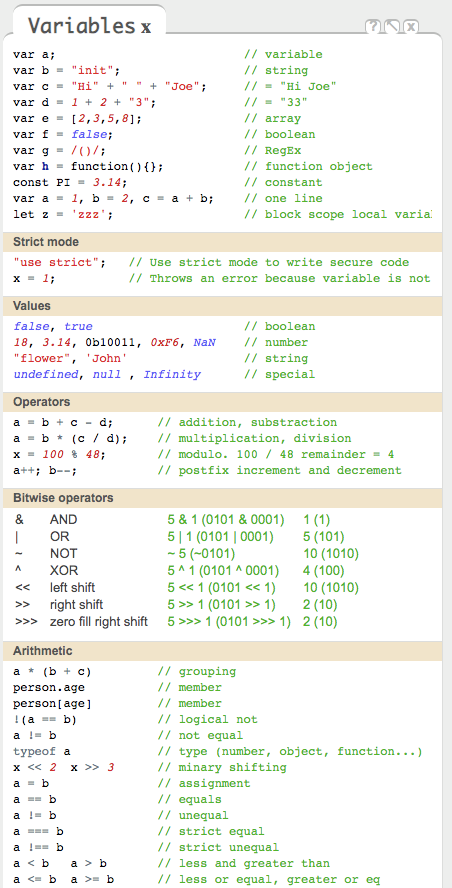 Variables x
? x
var a; // variable
var b = "init"; // string
var c = "Hi" + " " + "Joe"; // = "Hi Joe"
var d = 1 + 2 + "3"; // = "33"
var e = [2,3,5,8]; // array
var f = false; // boolean
var g = /()/; // RegEx
var h = function(){}; // function object
const PI = 3.14; // constant
var a = 1, b = 2, c = a + b; // one line
let z = 'zzz'; // block scope local varia
Strict mode
"use strict"; // Use strict mode to write secure code
x = 1; // Throws an error because variable is not
Values
false, true // boolean
18, 3.14, 0b10011, 0xF6, NaN // number
"flower", 'John' // string
undefined, null , Infinity // special
Operators
a = b + c - d; // addition, substraction
a = b * (c / d); // multiplication, division
x = 100 % 48; // modulo. 100 / 48 remainder = 4
a++; b--; // postfix increment and decrement
Bitwise operators
& AND 5 & 1 (0101 & 0001) 1 (1)
| OR 5 | 1 (0101 | 0001) 5 (101)
~ NOT ~ 5 (~0101) 10 (1010)
^ XOR 5 ^ 1 (0101 ^ 0001) 4 (100)
<< left shift 5 << 1 (0101 << 1) 10 (1010)
>> right shift 5 >> 1 (0101 >> 1) 2 (10)
>>> zero fill right shift 5 >>> 1 (0101 >>> 1) 2 (10)
Arithmetic
a * (b + c) // grouping
person.age // member
person[age] // member
!(a == b) // logical not
a != b // not equal
typeof a // type (number, object, function...)
x << 2 x >> 3 // minary shifting
a = b // assignment
a == b // equals
a != b // unequal
a === b // strict equal
a !== b // strict unequal
a < b a > b // less and greater than
a <= b a >= b // less or equal, greater or eq